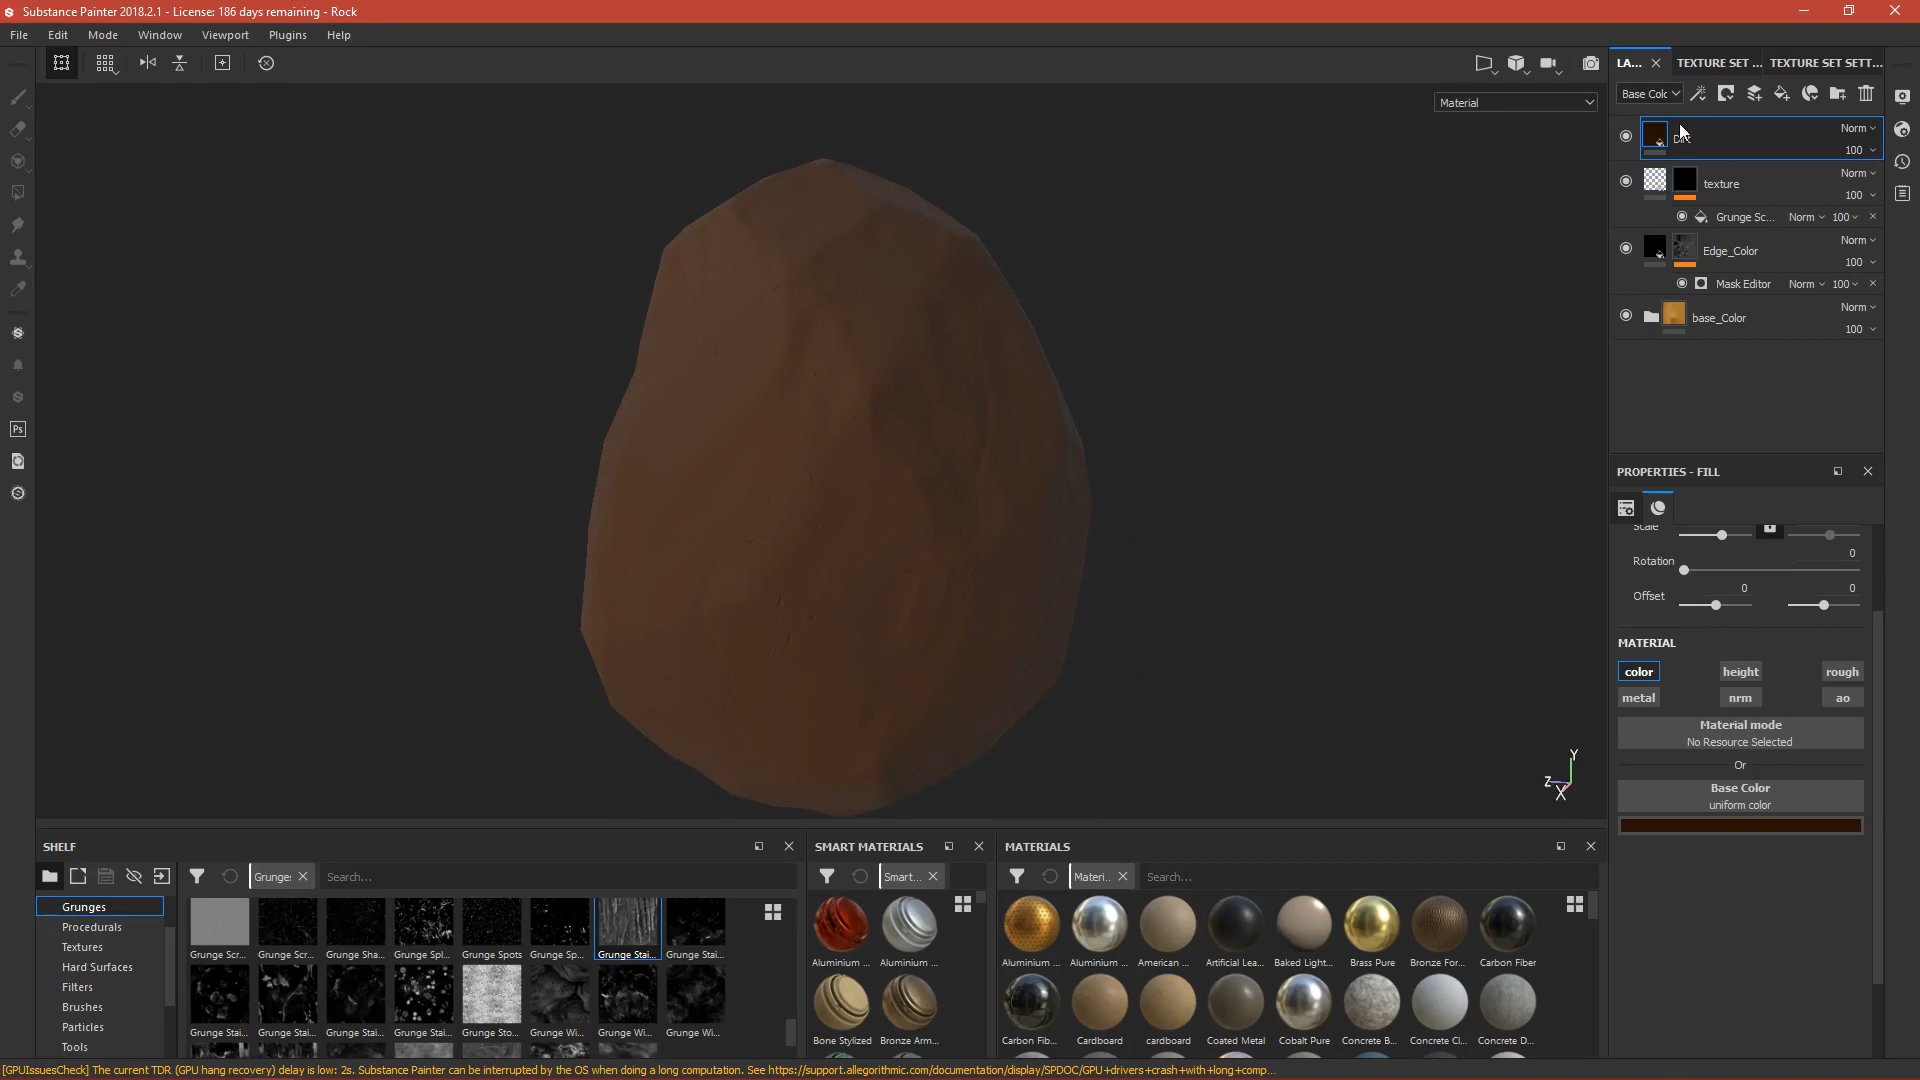 Substance Painter 2018.2.1 - License: 186 days remaining - Rock
File Edit Mode Window Viewport Plugins Help
LA... TEXTURE SET ... TEXTURE SET SETT...
Material
Base Colc
Norm
100
texture Norm
100
Grunge Sc... Norm 100
Edge_Color Norm
100
Mask Editor Norm 100
base_Color Norm
100
PROPERTIES - FILL
Scale
Rotation 0
Offset 0 0
MATERIAL
color height rough
metal nrm ao
Material mode
No Resource Selected
Or
Base Color
uniform color
Y
Z
X
Ps
SHELF
Grunge: Search...
Grunges
Procedurals
Textures
Hard Surfaces
Filters
Brushes
Particles
Tools
Grunge Scr... Grunge Scr... Grunge Sha... Grunge Spl... Grunge Spots Grunge Sp... Grunge Stai... Grunge Stai...
Grunge Stai... Grunge Stai... Grunge Stai... Grunge Stai... Grunge Sto... Grunge Wi... Grunge Wi... Grunge Wi...
SMART MATERIALS
Smart...
Aluminium ... Aluminium ...
Bone Stylized Bronze Arm...
MATERIALS
Materi.. Search...
Aluminium ... Aluminium ... American ... Artificial Lea... Baked Light... Brass Pure Bronze For... Carbon Fiber
Carbon Fib... Cardboard cardboard Coated Metal Cobalt Pure Concrete B... Concrete Cl... Concrete D...
[GPUIssuesCheck] The current TDR (GPU hang recovery) delay is low: 2s. Substance Painter can be interrupted by the OS when doing a long computation. See https://support.allegorithmic.com/documentation/display/SPDOC/GPU+drivers+crash+with+long+comp...